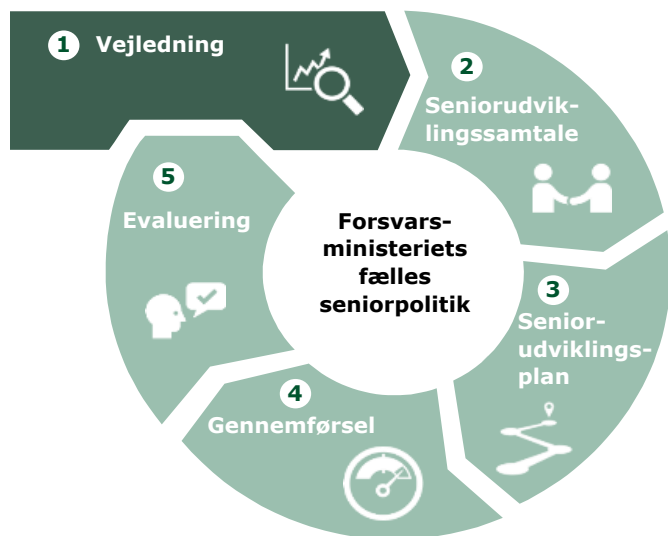 1 Vejledning
2
Seniorudvik-
lingssamtale
3
Senior-
udviklings-
plan
4
Gennemførsel
5
Evaluering
Forsvars-
ministeriets
fælles
seniorpolitik